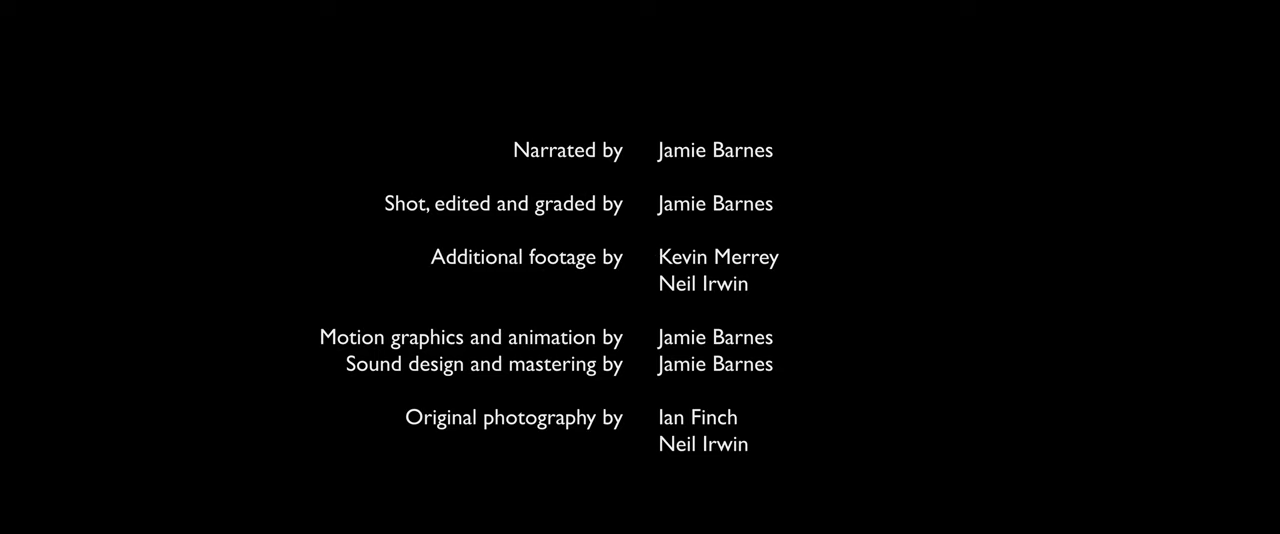 Narrated by Jamie Barnes
Shot, edited and graded by Jamie Barnes
Additional footage by Kevin Merrey
Neil Irwin
Motion graphics and animation by Jamie Barnes
Sound design and mastering by Jamie Barnes
Original photography by Ian Finch
Neil Irwin